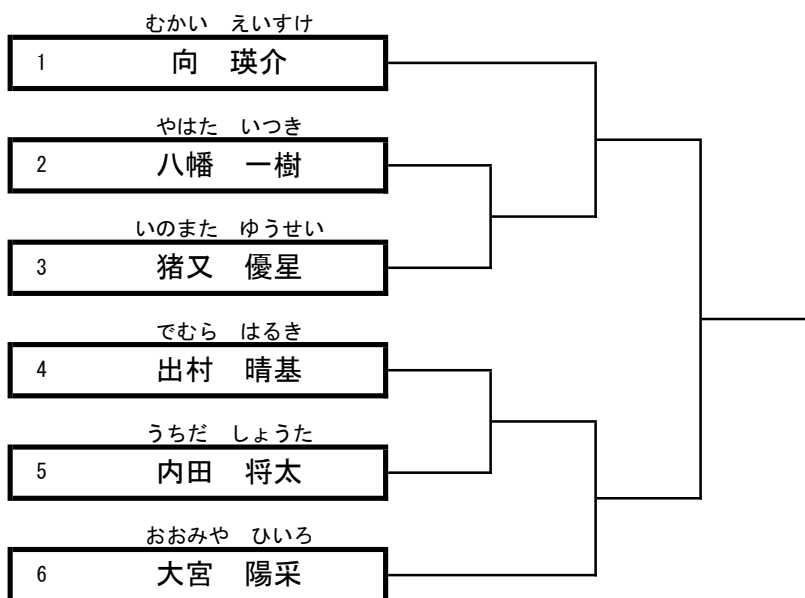 むかい　えいすけ
1　向　瑛介
やはた　いつき
2　八幡　一樹
いのまた　ゆうせい
3　猪又　優星
でむら　はるき
4　出村　晴基
うちだ　しょうた
5　内田　将太
おおみや　ひいろ
6　大宮　陽采